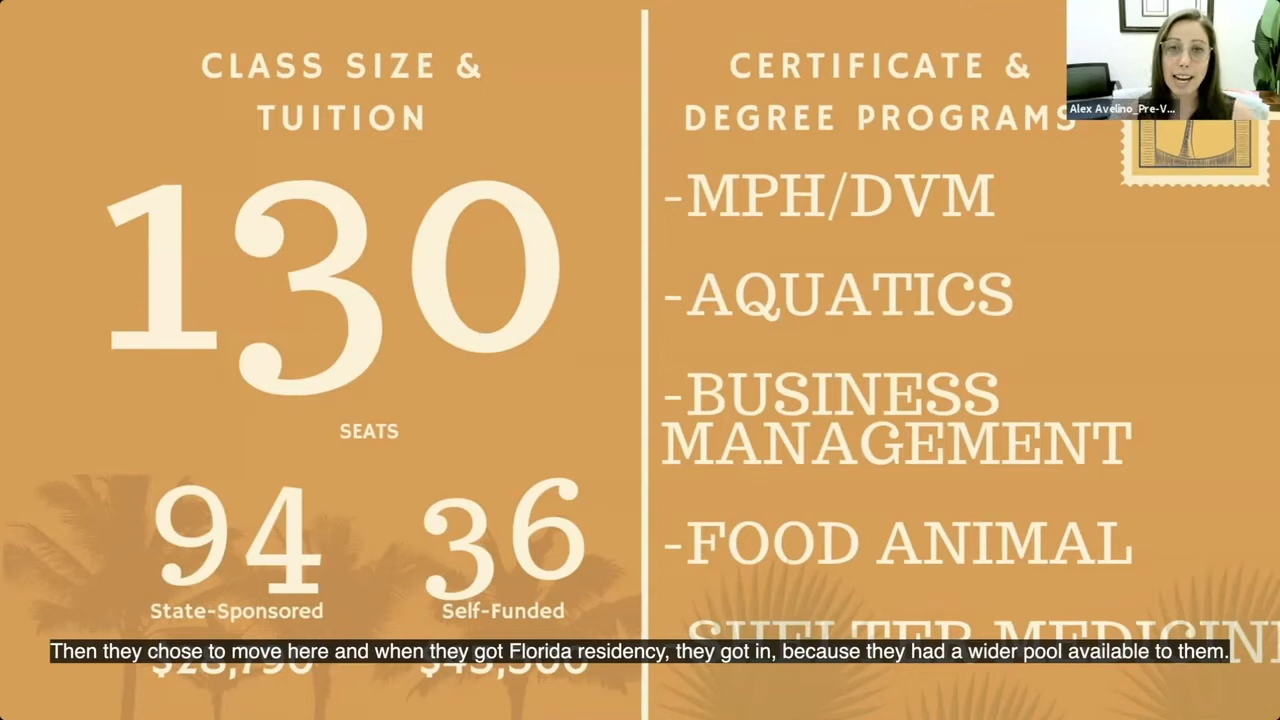 CLASS SIZE &
TUITION
130
SEATS
94
State-Sponsored
36
Self-Funded
CERTIFICATE &
DEGREE PROGRAMS
-MPH/DVM
-AQUATICS
-BUSINESS
MANAGEMENT
-FOOD ANIMAL
Alex Avelino_Pre-V...
Then they chose to move here and when they got Florida residency, they got in, because they had a wider pool available to them.